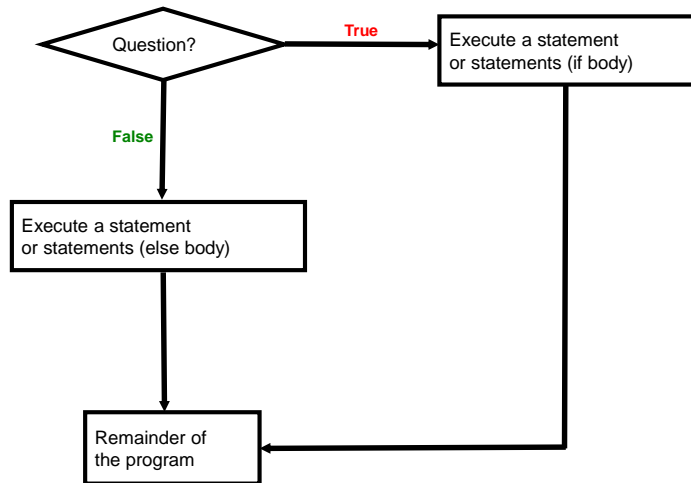 Question?
True
Execute a statement
or statements (if body)
False
Execute a statement
or statements (else body)
Remainder of
the program